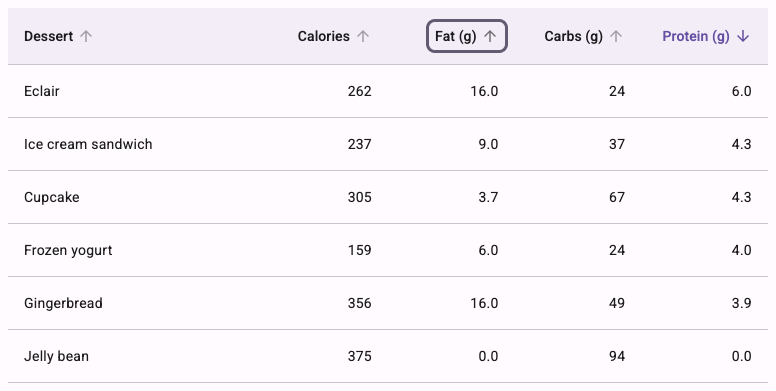 Dessert Calories Fat (g) Carbs (g) Protein (g)
Eclair 262 16.0 24 6.0
Ice cream sandwich 237 9.0 37 4.3
Cupcake 305 3.7 67 4.3
Frozen yogurt 159 6.0 24 4.0
Gingerbread 356 16.0 49 3.9
Jelly bean 375 0.0 94 0.0